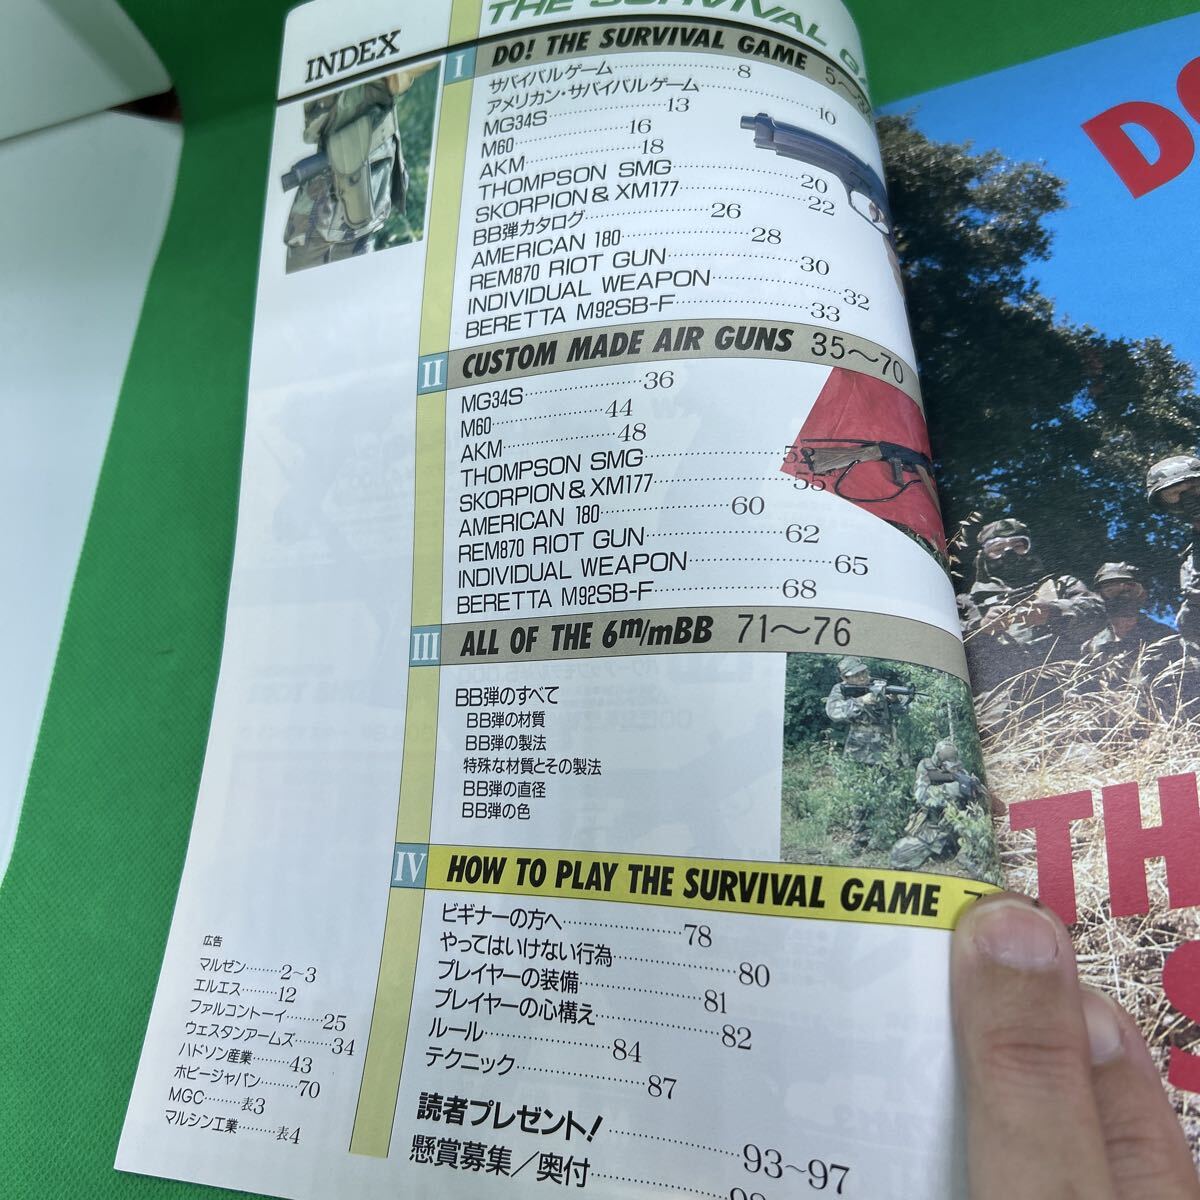 THE SURVIVAL GA
INDEX
I DO! THE SURVIVAL GAME 5〜3
サバイバルゲーム 8
アメリカン・サバイバルゲーム 10
MG34S 13
M60 16
AKM 18
THOMPSON SMG 20
SKORPION & XM177 22
BB弾カタログ 26
AMERICAN 180 28
REM870 RIOT GUN 30
INDIVIDUAL WEAPON 32
BERETTA M92SB-F 33
II CUSTOM MADE AIR GUNS 35〜70
MG34S 36
M60 44
AKM 48
THOMPSON SMG 52
SKORPION & XM177 55
AMERICAN 180 60
REM870 RIOT GUN 62
INDIVIDUAL WEAPON 65
BERETTA M92SB-F 68
III ALL OF THE 6m/mBB 71〜76
BB弾のすべて
BB弾の材質
BB弾の製法
特殊な材質とその製法
BB弾の直径
BB弾の色
IV HOW TO PLAY THE SURVIVAL GAME
ビギナーの方へ 78
やってはいけない行為 80
プレイヤーの装備 81
プレイヤーの心構え 82
ルール 84
テクニック 87
読者プレゼント! 93〜97
懸賞募集／奥付
広告
マルゼン 2〜3
エルエス 12
ファルコントーイ 25
ウェスタンアームズ 34
ハドソン産業 43
ホビージャパン 70
MGC 表3
マルシン工業 表4
DO
TH
S